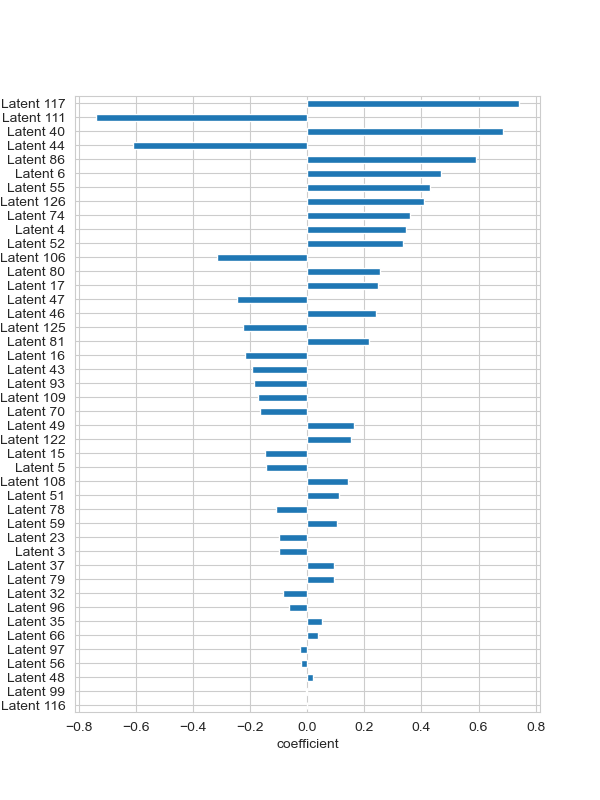 Latent 117
Latent 111
Latent 40
Latent 44
Latent 86
Latent 6
Latent 55
Latent 126
Latent 74
Latent 4
Latent 52
Latent 106
Latent 80
Latent 17
Latent 47
Latent 46
Latent 125
Latent 81
Latent 16
Latent 43
Latent 93
Latent 109
Latent 70
Latent 49
Latent 122
Latent 15
Latent 5
Latent 108
Latent 51
Latent 78
Latent 59
Latent 23
Latent 3
Latent 37
Latent 79
Latent 32
Latent 96
Latent 35
Latent 66
Latent 97
Latent 56
Latent 48
Latent 99
Latent 116
−0.8 −0.6 −0.4 −0.2 0.0 0.2 0.4 0.6 0.8
coefficient